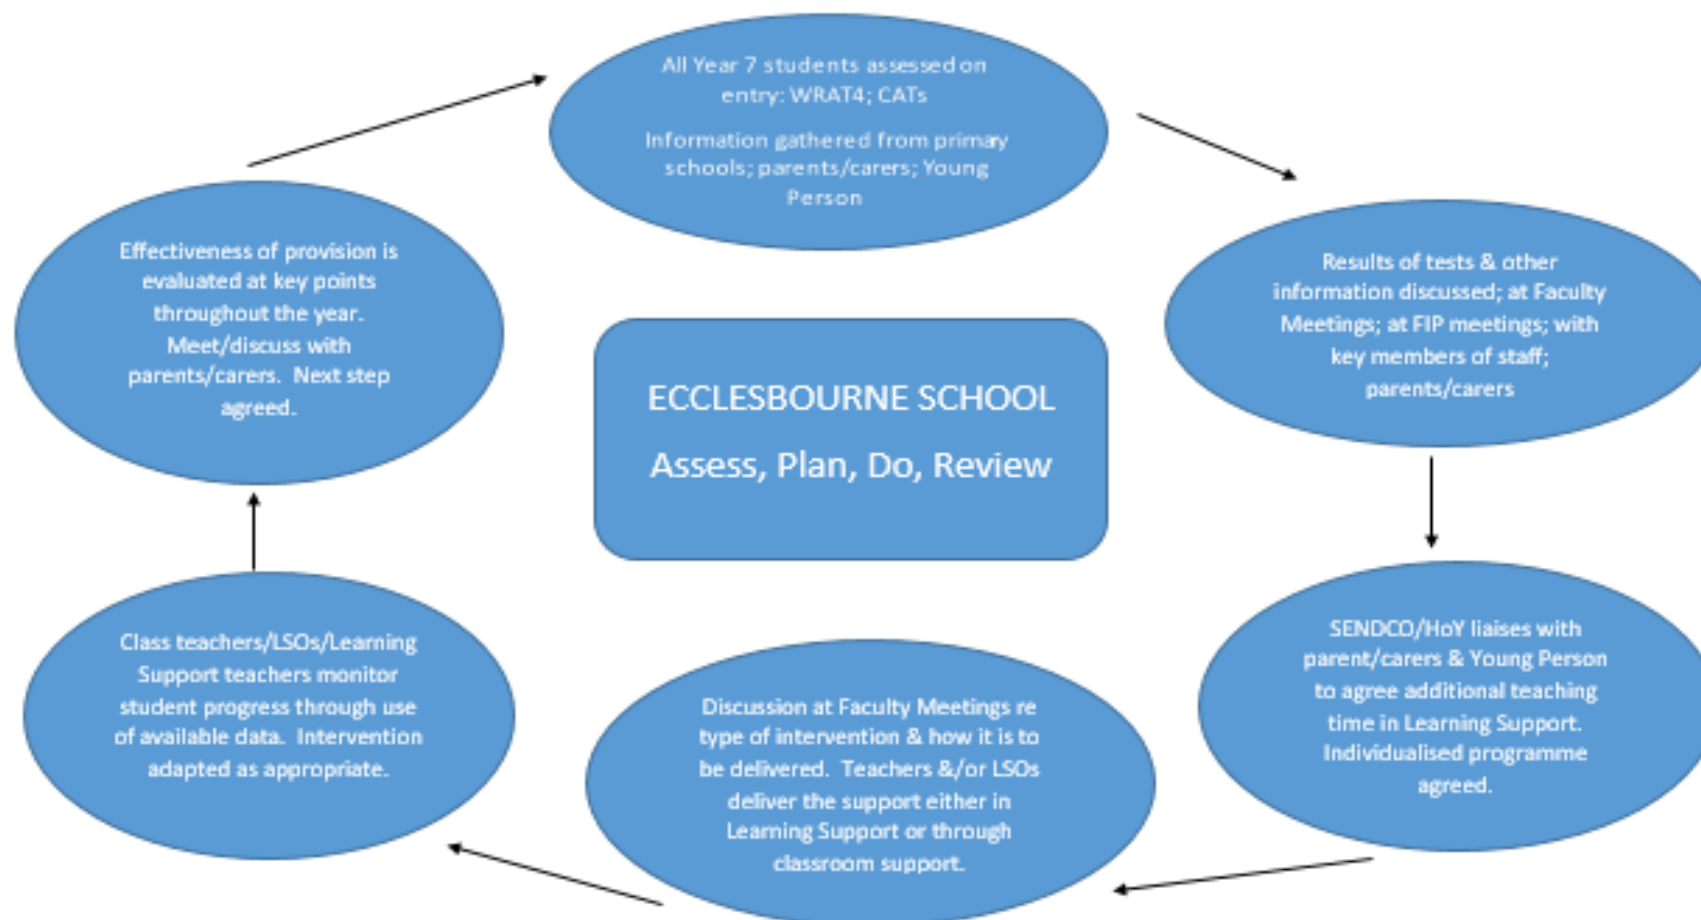 All Year 7 students assessed on
entry: WRAT4; CATs
Information gathered from primary
schools; parents/carers; Young
Person
Results of tests & other
information discussed; at Faculty
Meetings; at FIP meetings; with
key members of staff;
parents/carers
SENDCO/HoY liaises with
parent/carers & Young Person
to agree additional teaching
time in Learning Support.
Individualised programme
agreed.
Discussion at Faculty Meetings re
type of intervention & how it is to
be delivered.  Teachers &/or LSOs
deliver the support either in
Learning Support or through
classroom support.
Class teachers/LSOs/Learning
Support teachers monitor
student progress through use
of available data.  Intervention
adapted as appropriate.
Effectiveness of provision is
evaluated at key points
throughout the year.
Meet/discuss with
parents/carers.  Next step
agreed.
ECCLESBOURNE SCHOOL
Assess, Plan, Do, Review